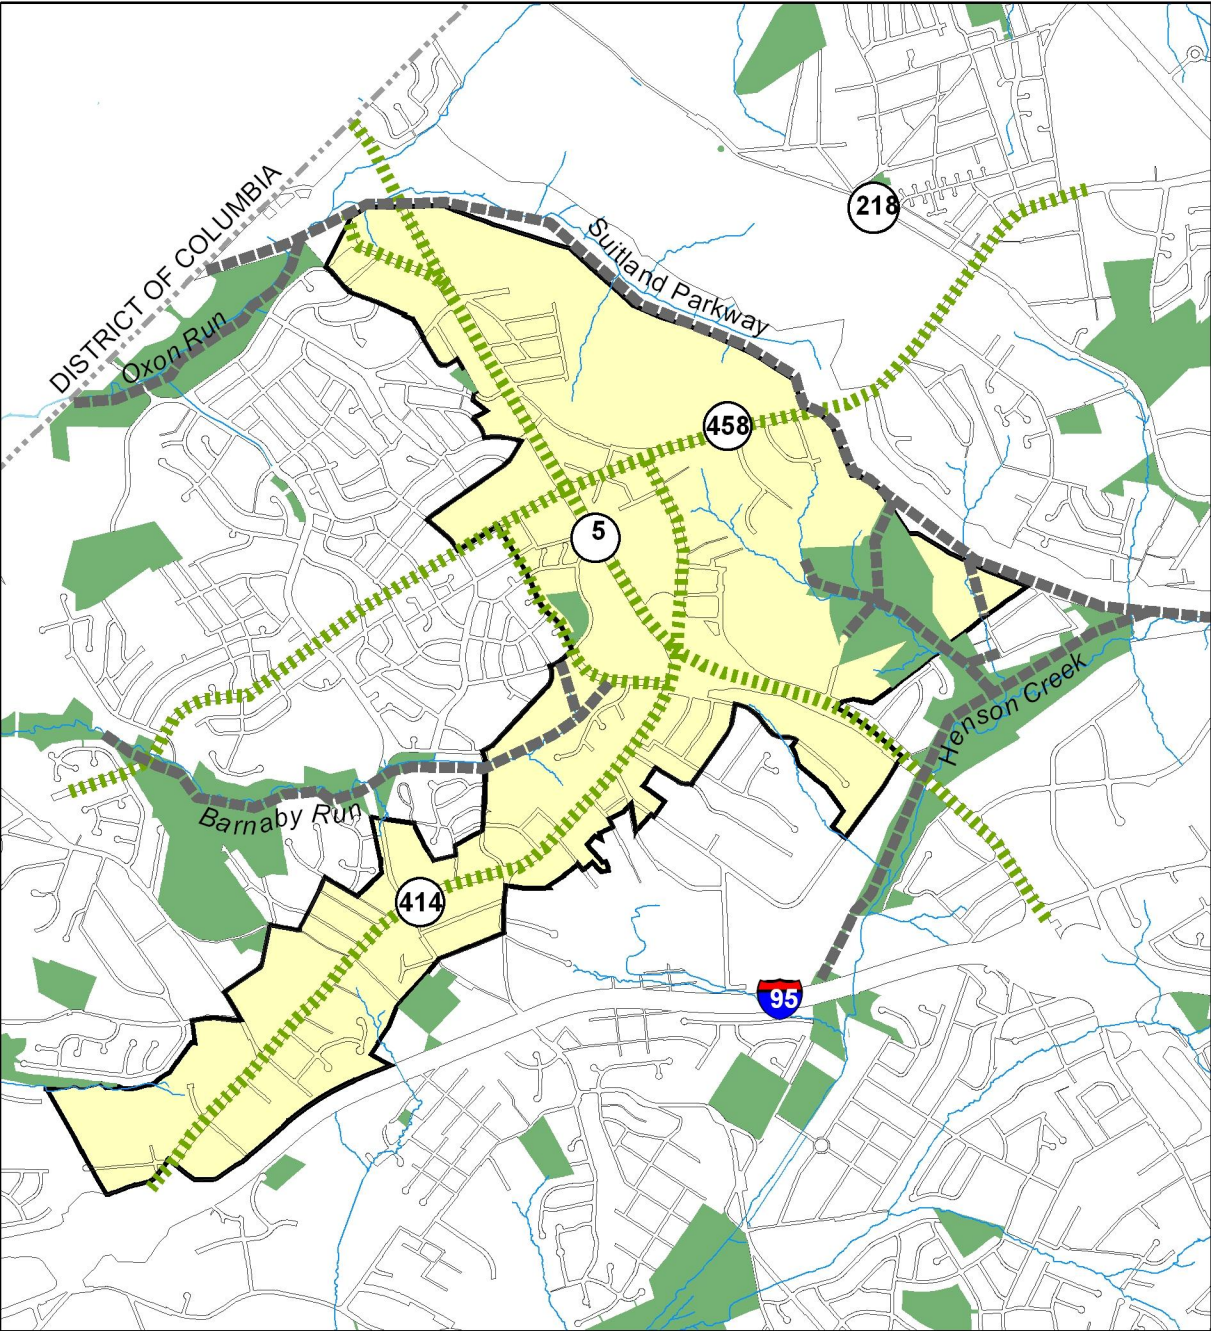 218
DISTRICT OF COLUMBIA
Suitland Parkway
Oxon Run
458
5
Henson Creek
Barnaby Run
414
95